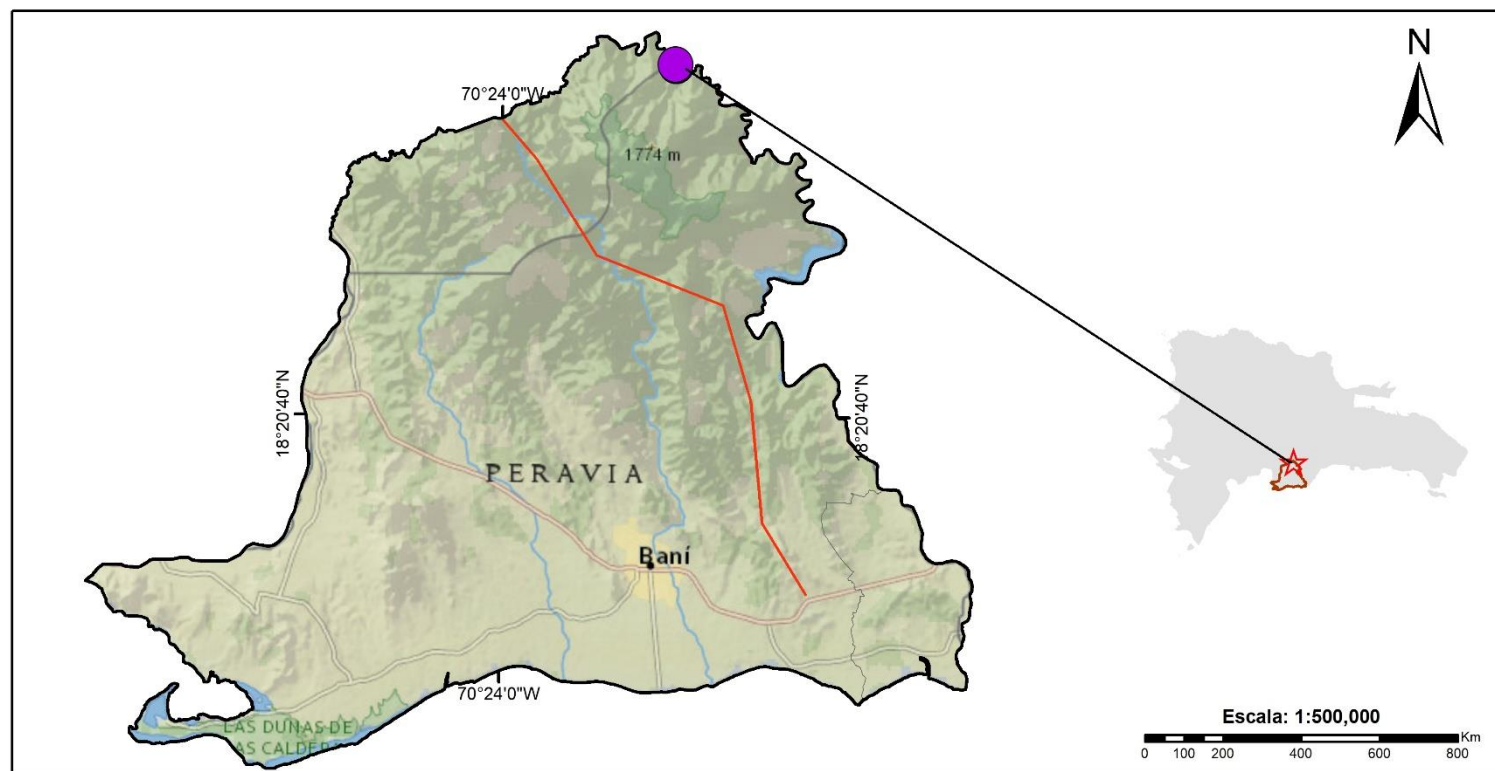 N
70°24'0"W
1774 m
18°20'40"N
18°20'40"N
PERAVIA
Baní
70°24'0"W
LAS DUNAS DE
AS CALDER
Escala: 1:500,000
Km
0 100 200 400 600 800